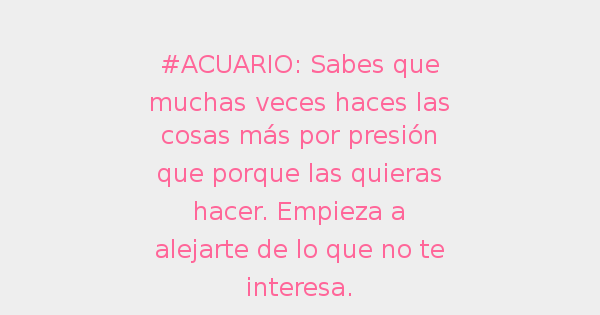 #ACUARIO: Sabes que
muchas veces haces las
cosas más por presión
que porque las quieras
hacer. Empieza a
alejarte de lo que no te
interesa.